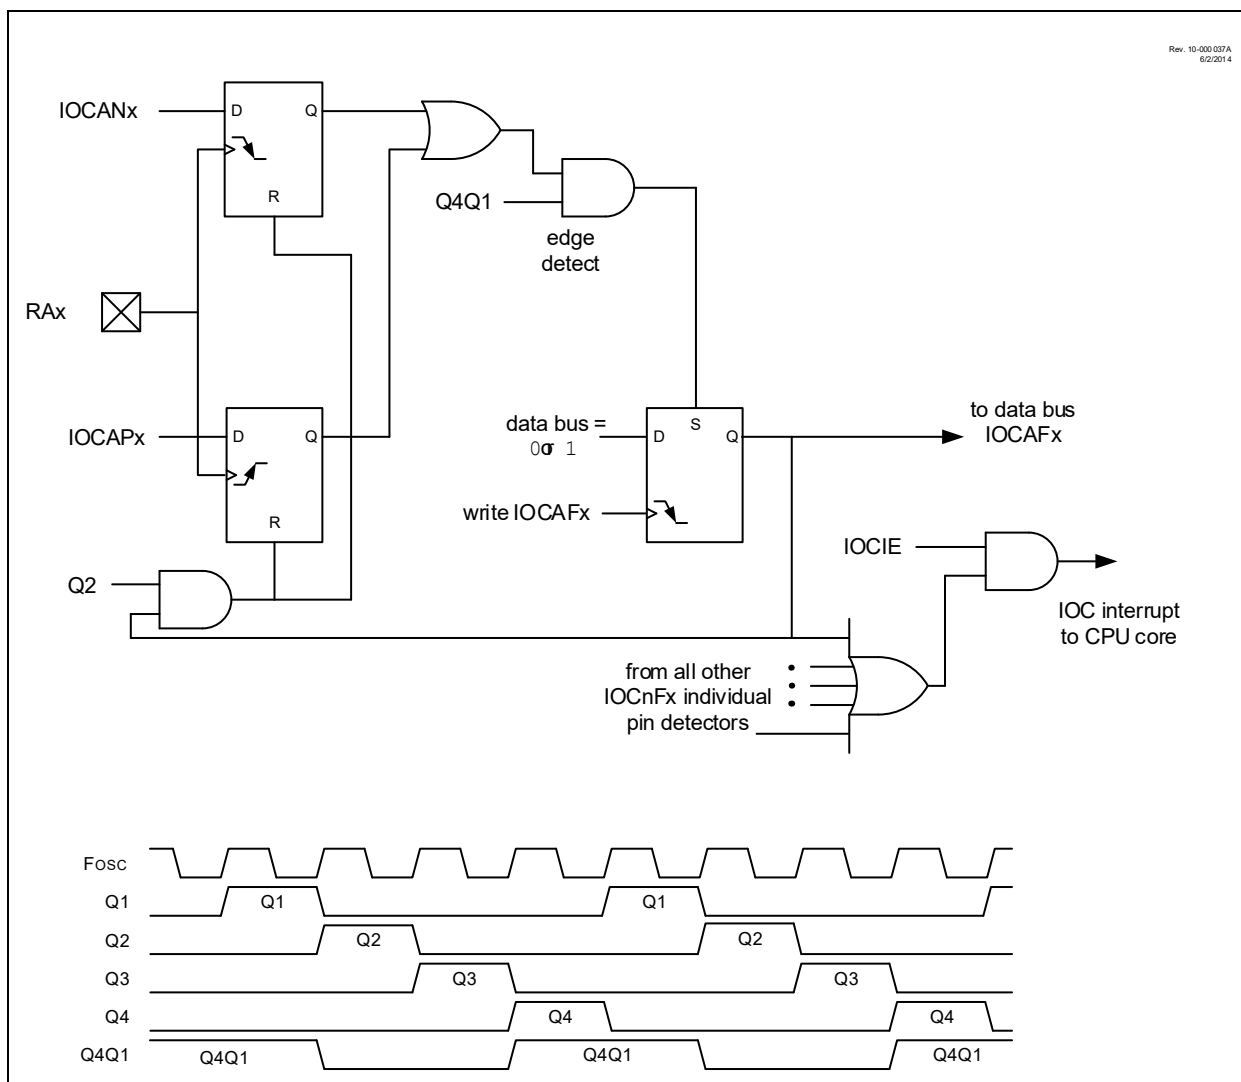 Rev. 10-000 037A
6/2/2014
IOCANx
D
Q
R
Q4Q1
edge
detect
RAx
IOCAPx
D
Q
R
data bus =
0 or 1
D
S
Q
to data bus
IOCAFx
write IOCAFx
IOCIE
Q2
IOC interrupt
to CPU core
from all other
IOCnFx individual
pin detectors
Fosc
Q1
Q1
Q1
Q2
Q2
Q2
Q3
Q3
Q3
Q4
Q4
Q4
Q4Q1
Q4Q1
Q4Q1
Q4Q1